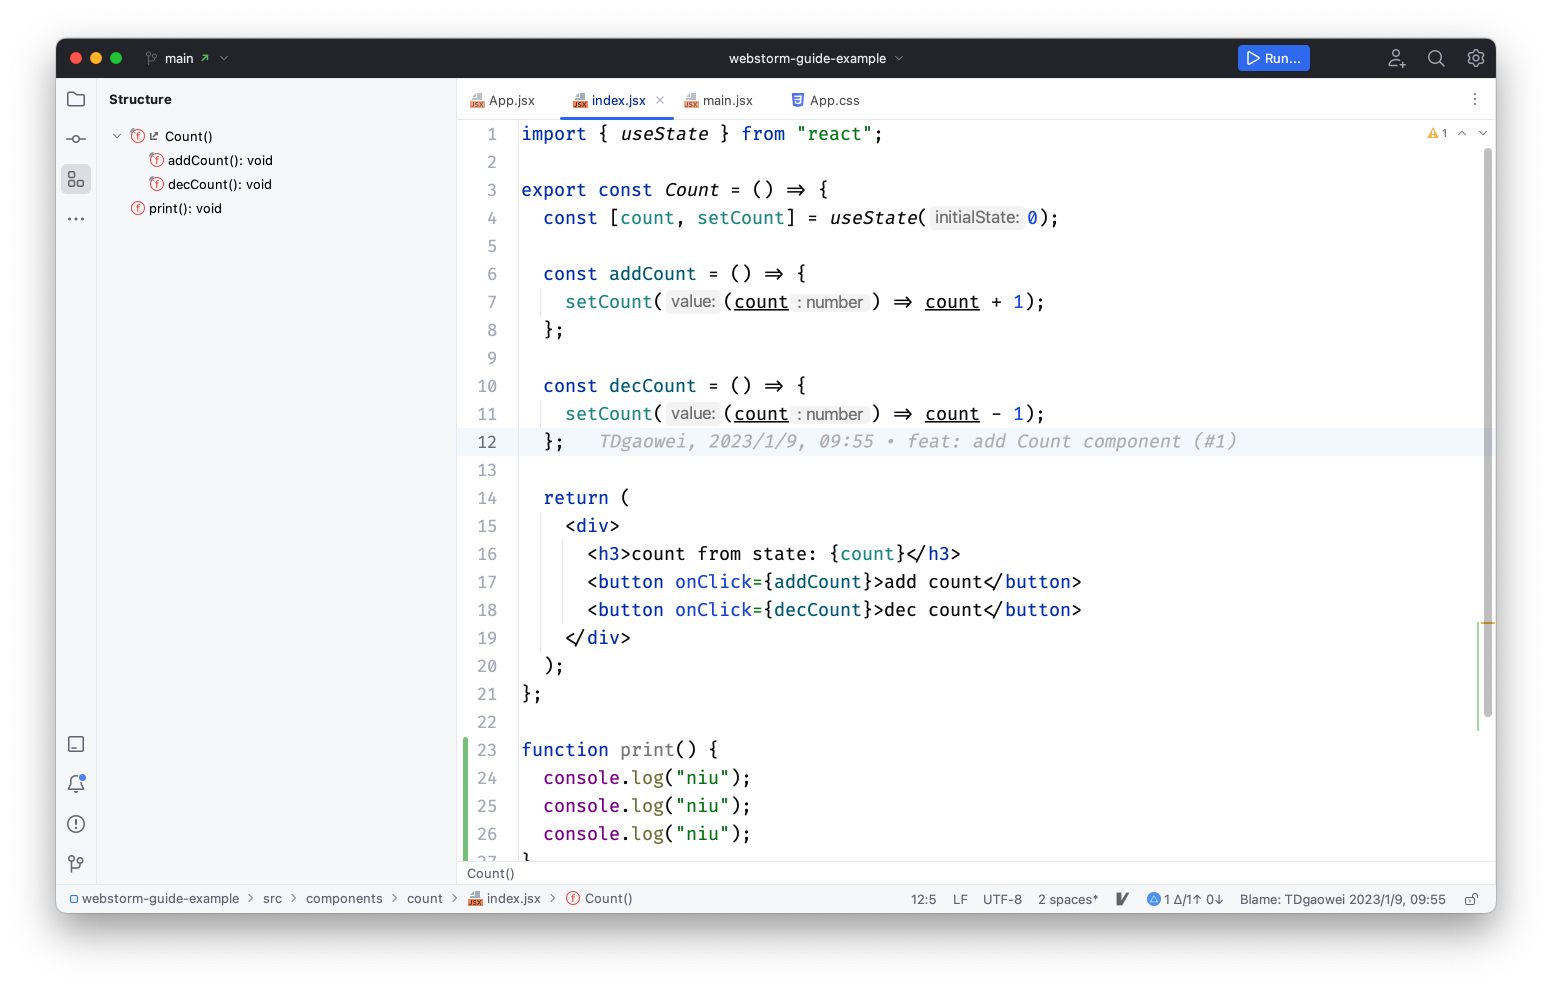 main
webstorm-guide-example
Run...
Structure
Count()
addCount(): void
decCount(): void
print(): void
App.jsx
index.jsx
main.jsx
App.css
1 import { useState } from "react";
1
2
3 export const Count = () => {
4 const [count, setCount] = useState( initialState: 0);
5
6 const addCount = () => {
7 setCount( value: (count : number ) => count + 1);
8 };
9
10 const decCount = () => {
11 setCount( value: (count : number ) => count - 1);
12 }; TDgaowei, 2023/1/9, 09:55 • feat: add Count component (#1)
13
14 return (
15 <div>
16 <h3>count from state: {count}</h3>
17 <button onClick={addCount}>add count</button>
18 <button onClick={decCount}>dec count</button>
19 </div>
20 );
21 };
22
23 function print() {
24 console.log("niu");
25 console.log("niu");
26 console.log("niu");
27 }
Count()
webstorm-guide-example > src > components > count > index.jsx > Count()
12:5 LF UTF-8 2 spaces* 1 Δ/1↑ 0↓ Blame: TDgaowei 2023/1/9, 09:55